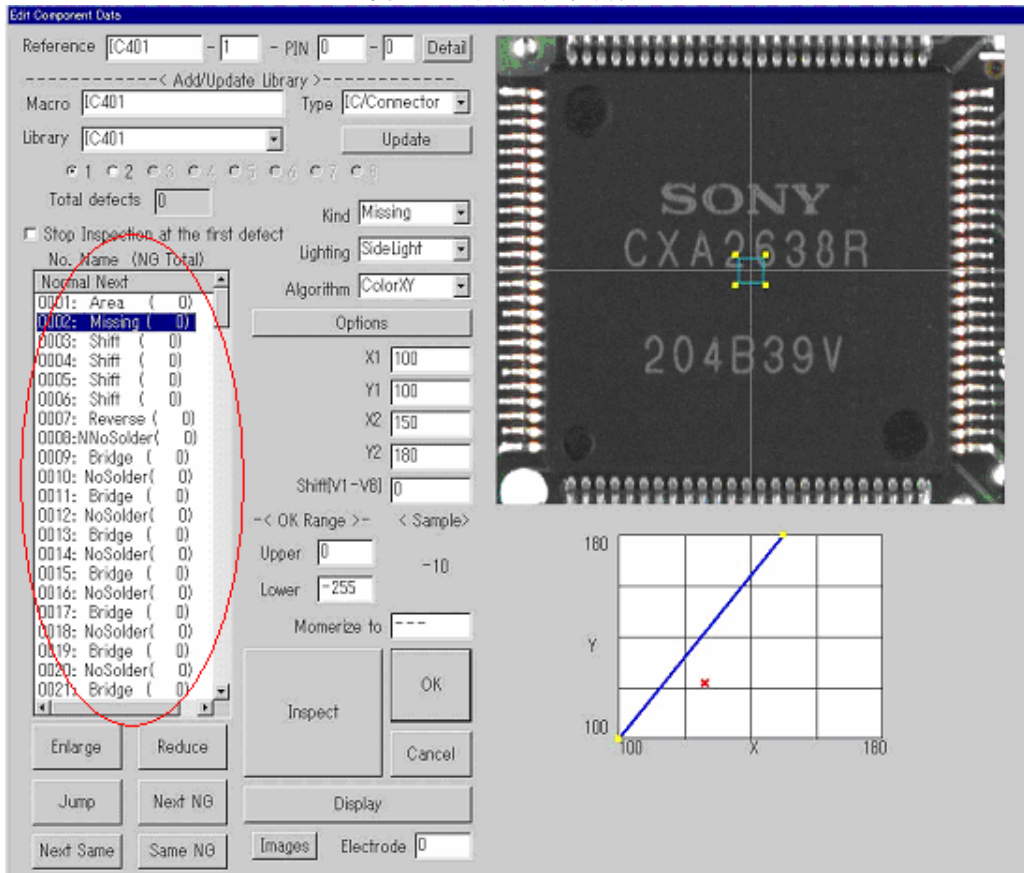 Edit Component Data
Reference IC401 - 1 - PIN 0 - 0 Detail
< Add/Update Library >
Macro IC401 Type IC/Connector
Library IC401 Update
1 2 3 4 5 6 7 8
Total defects 0
Kind Missing
Stop Inspection at the first defect
Lighting SideLight
No. Name (NG Total)
Algorithm ColorXY
Normal Next
0001: Area ( 0)
0002: Missing ( 0)
0003: Shift ( 0)
0004: Shift ( 0)
0005: Shift ( 0)
0006: Shift ( 0)
0007: Reverse ( 0)
0008:NNoSolder( 0)
0009: Bridge ( 0)
0010: NoSolder( 0)
0011: Bridge ( 0)
0012: NoSolder( 0)
0013: Bridge ( 0)
0014: NoSolder( 0)
0015: Bridge ( 0)
0016: NoSolder( 0)
0017: Bridge ( 0)
0018: NoSolder( 0)
0019: Bridge ( 0)
0020: NoSolder( 0)
0021: Bridge ( 0)
Options
X1 100
Y1 100
X2 150
Y2 180
Shift[V1-V8] 0
-< OK Range >- < Sample>
Upper 0
-10
Lower -255
Momerize to ---
Inspect
OK
Cancel
Enlarge Reduce
Jump Next NG
Display
Next Same Same NG
Images Electrode 0
SONY
CXA2638R
204B39V
180
Y
100
100 X 180